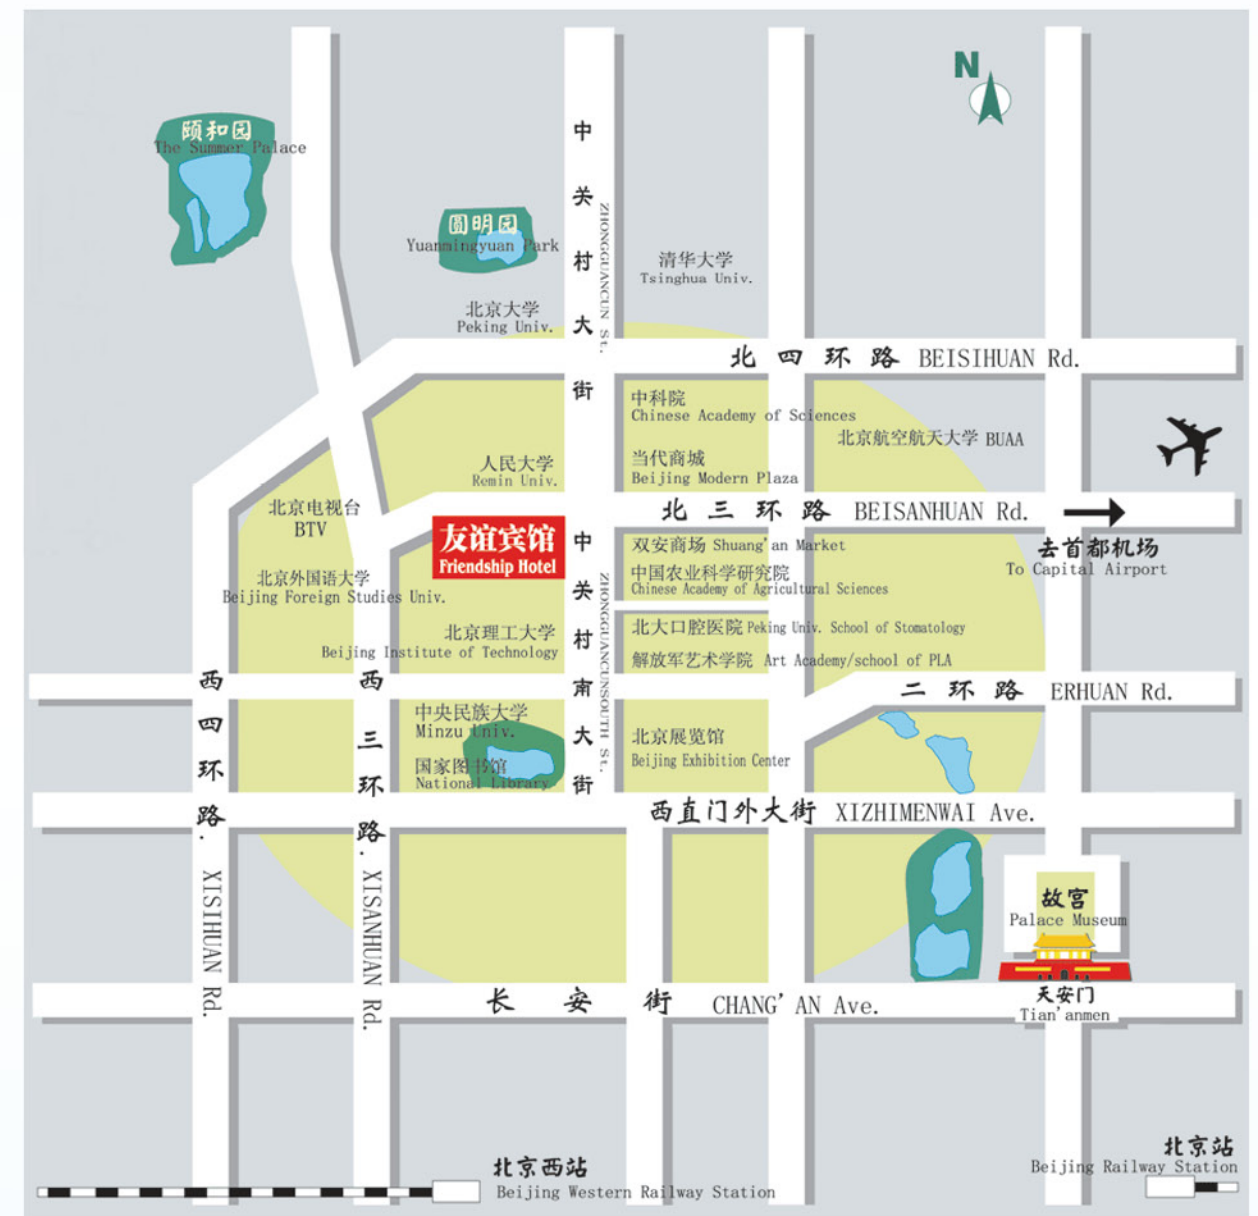 N
颐和园
The Summer Palace
圆明园
Yuanmingyuan Park
中关村大街
ZHONGGUANCUN St.
清华大学
Tsinghua Univ.
北京大学
Peking Univ.
北四环路 BEISIHUAN Rd.
中科院
Chinese Academy of Sciences
北京航空航天大学 BUAA
人民大学
Remin Univ.
当代商城
Beijing Modern Plaza
北京电视台
BTV
北三环路 BEISANHUAN Rd.
去首都机场
To Capital Airport
友谊宾馆
Friendship Hotel
双安商场 Shuang'an Market
中国农业科学研究院
Chinese Academy of Agricultural Sciences
北京外国语大学
Beijing Foreign Studies Univ.
中关村南大街
ZHONGGUANCUNSOUTH St.
北京理工大学
Beijing Institute of Technology
北大口腔医院 Peking Univ. School of Stomatology
解放军艺术学院 Art Academy/school of PLA
二环路 ERHUAN Rd.
西四环路. XISIHUAN Rd.
西三环路. XISANHUAN Rd.
中央民族大学
Minzu Univ.
国家图书馆
National Library
北京展览馆
Beijing Exhibition Center
西直门外大街 XIZHIMENWAI Ave.
故宫
Palace Museum
天安门
Tian'anmen
长安街 CHANG'AN Ave.
北京西站
Beijing Western Railway Station
北京站
Beijing Railway Station